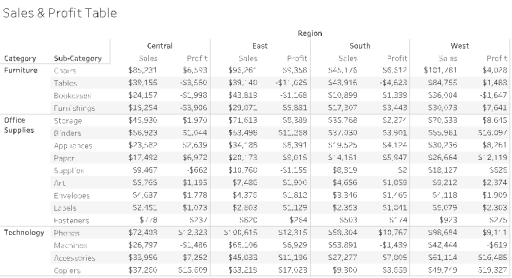 Sales & Profit Table
Region
Central East South West
Category Sub-Category Sales Profit Sales Profit Sales Profit Sales Profit
Furniture Chairs $85,231 $6,593 $96,261 $9,358 $45,176 $6,612 $101,781 $4,028
Tables $39,155 -$3,560 $39,140 -$11,025 $43,916 -$4,623 $84,755 $1,483
Bookcases $24,157 -$1,998 $43,819 -$1,168 $10,899 $1,339 $36,004 -$1,647
Furnishings $15,254 -$3,906 $29,071 $5,881 $17,307 $3,443 $30,073 $7,641
Office Storage $45,930 $1,970 $71,613 $8,389 $35,768 $2,274 $70,533 $8,645
Supplies Binders $56,923 -$1,044 $53,498 $11,268 $37,030 $3,901 $55,961 $16,097
Appliances $23,582 -$2,639 $34,188 $8,391 $19,525 $4,124 $30,236 $8,261
Paper $17,492 $6,972 $20,173 $9,015 $14,151 $5,947 $26,664 $12,119
Supplies $9,467 -$662 $10,760 -$1,155 $8,319 $2 $18,127 $626
Art $5,765 $1,195 $7,486 $1,900 $4,656 $1,059 $9,212 $2,374
Envelopes $4,637 $1,778 $4,376 $1,812 $3,346 $1,465 $4,118 $1,909
Labels $2,451 $1,073 $2,603 $1,129 $2,353 $1,041 $5,079 $2,303
Fasteners $778 $237 $820 $264 $503 $174 $923 $275
Technology Phones $72,403 $12,323 $100,615 $12,315 $58,304 $10,767 $98,684 $9,111
Machines $26,797 -$1,486 $66,106 $6,929 $53,891 -$1,439 $42,444 -$619
Accessories $33,956 $7,252 $45,033 $11,196 $27,277 $7,005 $61,114 $16,485
Copiers $37,260 $15,609 $53,219 $17,023 $9,300 $3,659 $49,749 $19,327